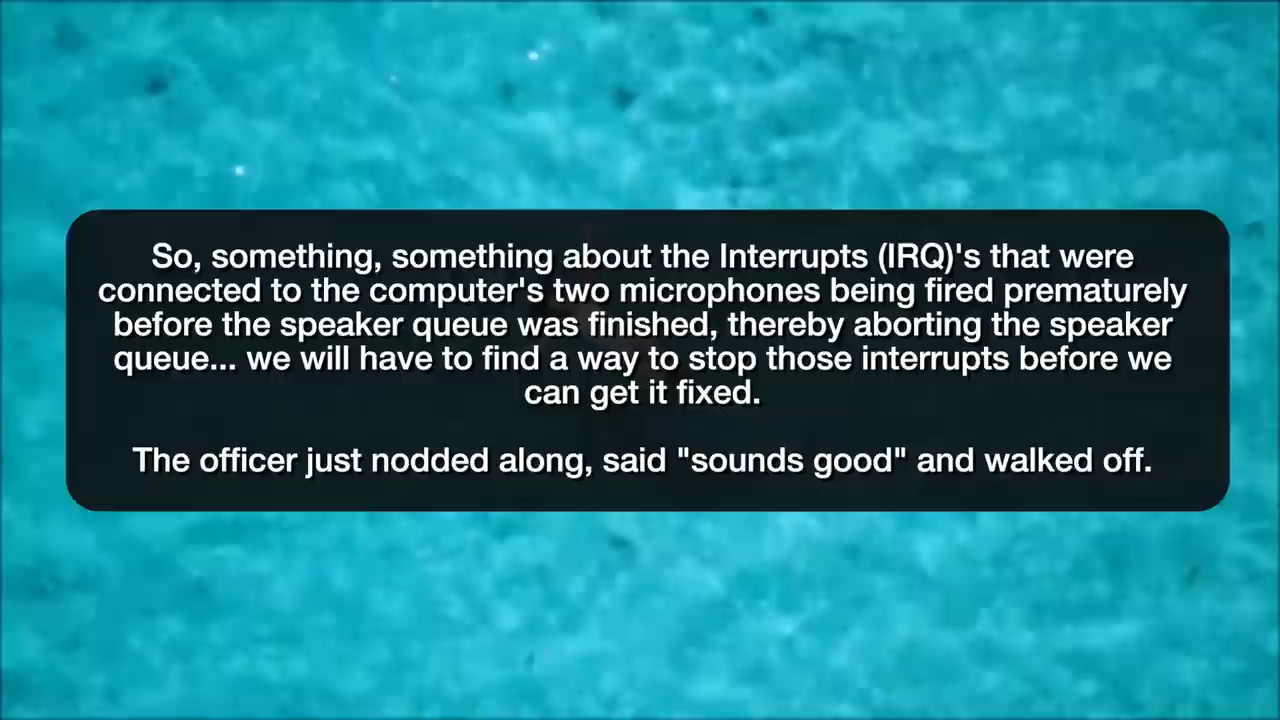 So, something, something about the Interrupts (IRQ)'s that were
connected to the computer's two microphones being fired prematurely
before the speaker queue was finished, thereby aborting the speaker
queue... we will have to find a way to stop those interrupts before we
can get it fixed.
The officer just nodded along, said "sounds good" and walked off.